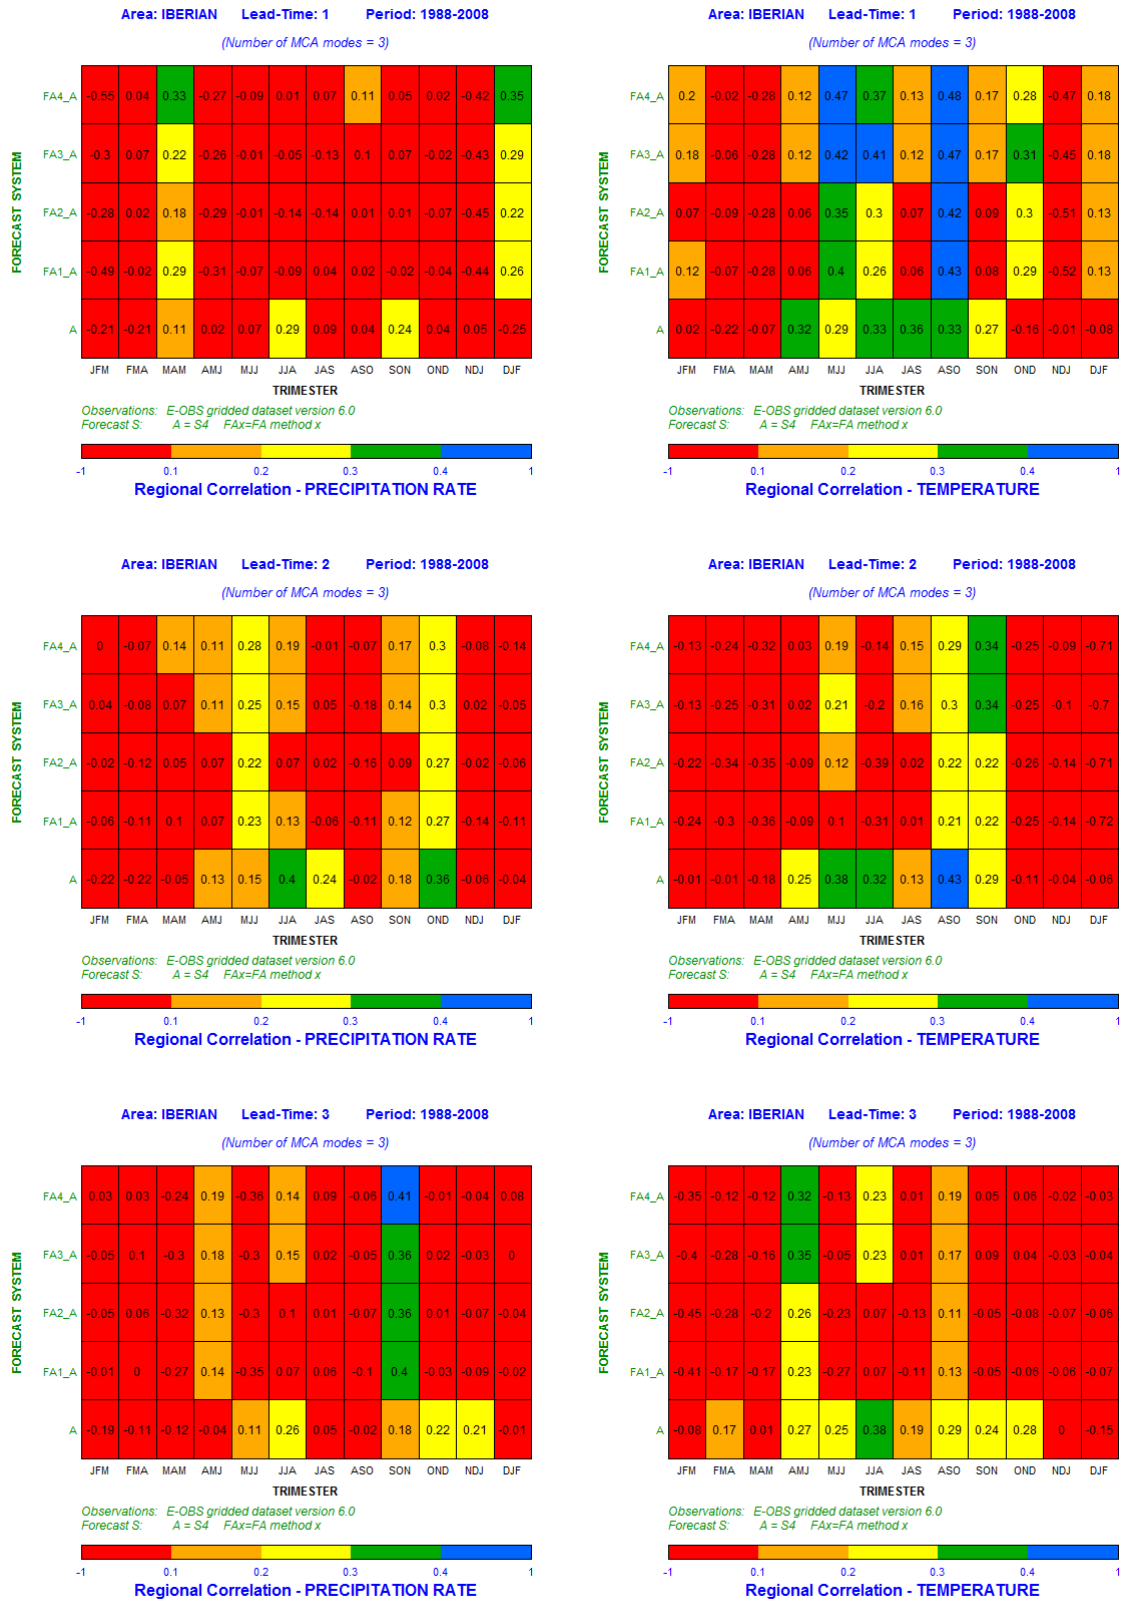 Area: IBERIAN Lead-Time: 1 Period: 1988-2008
(Number of MCA modes = 3)
FORECAST SYSTEM
FA4_A -0.55 0.04 0.33 -0.27 -0.09 0.01 0.07 0.11 0.05 0.02 -0.42 0.35
FA3_A -0.3 0.07 0.22 -0.26 -0.01 -0.05 -0.13 0.1 0.07 -0.02 -0.43 0.29
FA2_A -0.28 0.02 0.18 -0.29 -0.01 -0.14 -0.14 0.01 0.01 -0.07 -0.45 0.22
FA1_A -0.49 -0.02 0.29 -0.31 -0.07 -0.09 0.04 0.02 -0.02 -0.04 -0.44 0.26
A -0.21 -0.21 0.11 0.02 0.07 0.29 0.09 0.04 0.24 0.04 0.05 -0.25
JFM FMA MAM AMJ MJJ JJA JAS ASO SON OND NDJ DJF
TRIMESTER
Observations: E-OBS gridded dataset version 6.0
Forecast S: A = S4 FAx=FA method x
-1 0.1 0.2 0.3 0.4 1
Regional Correlation - PRECIPITATION RATE
Area: IBERIAN Lead-Time: 1 Period: 1988-2008
(Number of MCA modes = 3)
FORECAST SYSTEM
FA4_A 0.2 -0.02 -0.28 0.12 0.47 0.37 0.13 0.48 0.17 0.28 -0.47 0.18
FA3_A 0.18 -0.06 -0.28 0.12 0.42 0.41 0.12 0.47 0.17 0.31 -0.45 0.18
FA2_A 0.07 -0.09 -0.28 0.06 0.35 0.3 0.07 0.42 0.09 0.3 -0.51 0.13
FA1_A 0.12 -0.07 -0.28 0.06 0.4 0.26 0.06 0.43 0.08 0.29 -0.52 0.13
A 0.02 -0.22 -0.07 0.32 0.29 0.33 0.36 0.33 0.27 -0.16 -0.01 -0.08
JFM FMA MAM AMJ MJJ JJA JAS ASO SON OND NDJ DJF
TRIMESTER
Observations: E-OBS gridded dataset version 6.0
Forecast S: A = S4 FAx=FA method x
-1 0.1 0.2 0.3 0.4 1
Regional Correlation - TEMPERATURE
Area: IBERIAN Lead-Time: 2 Period: 1988-2008
(Number of MCA modes = 3)
FORECAST SYSTEM
FA4_A 0 -0.07 0.14 0.11 0.28 0.19 -0.01 -0.07 0.17 0.3 -0.08 -0.14
FA3_A 0.04 -0.08 0.07 0.11 0.25 0.15 0.05 -0.18 0.14 0.3 0.02 -0.05
FA2_A -0.02 -0.12 0.05 0.07 0.22 0.07 0.02 -0.16 0.09 0.27 -0.02 -0.06
FA1_A -0.06 -0.11 0.1 0.07 0.23 0.13 -0.06 -0.11 0.12 0.27 -0.14 -0.11
A -0.22 -0.22 -0.05 0.13 0.15 0.4 0.24 -0.02 0.18 0.36 -0.06 -0.04
JFM FMA MAM AMJ MJJ JJA JAS ASO SON OND NDJ DJF
TRIMESTER
Observations: E-OBS gridded dataset version 6.0
Forecast S: A = S4 FAx=FA method x
-1 0.1 0.2 0.3 0.4 1
Regional Correlation - PRECIPITATION RATE
Area: IBERIAN Lead-Time: 2 Period: 1988-2008
(Number of MCA modes = 3)
FORECAST SYSTEM
FA4_A -0.13 -0.24 -0.32 0.03 0.19 -0.14 0.15 0.29 0.34 -0.25 -0.09 -0.71
FA3_A -0.13 -0.25 -0.31 0.02 0.21 -0.2 0.16 0.3 0.34 -0.25 -0.1 -0.7
FA2_A -0.22 -0.34 -0.35 -0.09 0.12 -0.39 0.02 0.22 0.22 -0.26 -0.14 -0.71
FA1_A -0.24 -0.3 -0.36 -0.09 0.1 -0.31 0.01 0.21 0.22 -0.25 -0.14 -0.72
A -0.01 -0.01 -0.18 0.25 0.38 0.32 0.13 0.43 0.29 -0.11 -0.04 -0.06
JFM FMA MAM AMJ MJJ JJA JAS ASO SON OND NDJ DJF
TRIMESTER
Observations: E-OBS gridded dataset version 6.0
Forecast S: A = S4 FAx=FA method x
-1 0.1 0.2 0.3 0.4 1
Regional Correlation - TEMPERATURE
Area: IBERIAN Lead-Time: 3 Period: 1988-2008
(Number of MCA modes = 3)
FORECAST SYSTEM
FA4_A 0.03 0.03 -0.24 0.19 -0.36 0.14 0.09 -0.06 0.41 -0.01 -0.04 0.08
FA3_A -0.05 0.1 -0.3 0.18 -0.3 0.15 0.02 -0.05 0.36 0.02 -0.03 0
FA2_A -0.05 0.06 -0.32 0.13 -0.3 0.1 0.01 -0.07 0.36 0.01 -0.07 -0.04
FA1_A -0.01 0 -0.27 0.14 -0.35 0.07 0.06 -0.1 0.4 -0.03 -0.09 -0.02
A -0.19 -0.11 -0.12 -0.04 0.11 0.26 0.05 -0.02 0.18 0.22 0.21 -0.01
JFM FMA MAM AMJ MJJ JJA JAS ASO SON OND NDJ DJF
TRIMESTER
Observations: E-OBS gridded dataset version 6.0
Forecast S: A = S4 FAx=FA method x
-1 0.1 0.2 0.3 0.4 1
Regional Correlation - PRECIPITATION RATE
Area: IBERIAN Lead-Time: 3 Period: 1988-2008
(Number of MCA modes = 3)
FORECAST SYSTEM
FA4_A -0.35 -0.12 -0.12 0.32 -0.13 0.23 0.01 0.19 0.05 0.06 -0.02 -0.03
FA3_A -0.4 -0.28 -0.16 0.35 -0.05 0.23 0.01 0.17 0.09 0.04 -0.03 -0.04
FA2_A -0.45 -0.28 -0.2 0.26 -0.23 0.07 -0.13 0.11 -0.05 -0.08 -0.07 -0.06
FA1_A -0.41 -0.17 -0.17 0.23 -0.27 0.07 -0.11 0.13 -0.05 -0.06 -0.06 -0.07
A -0.08 0.17 0.01 0.27 0.25 0.38 0.19 0.29 0.24 0.28 0 -0.15
JFM FMA MAM AMJ MJJ JJA JAS ASO SON OND NDJ DJF
TRIMESTER
Observations: E-OBS gridded dataset version 6.0
Forecast S: A = S4 FAx=FA method x
-1 0.1 0.2 0.3 0.4 1
Regional Correlation - TEMPERATURE